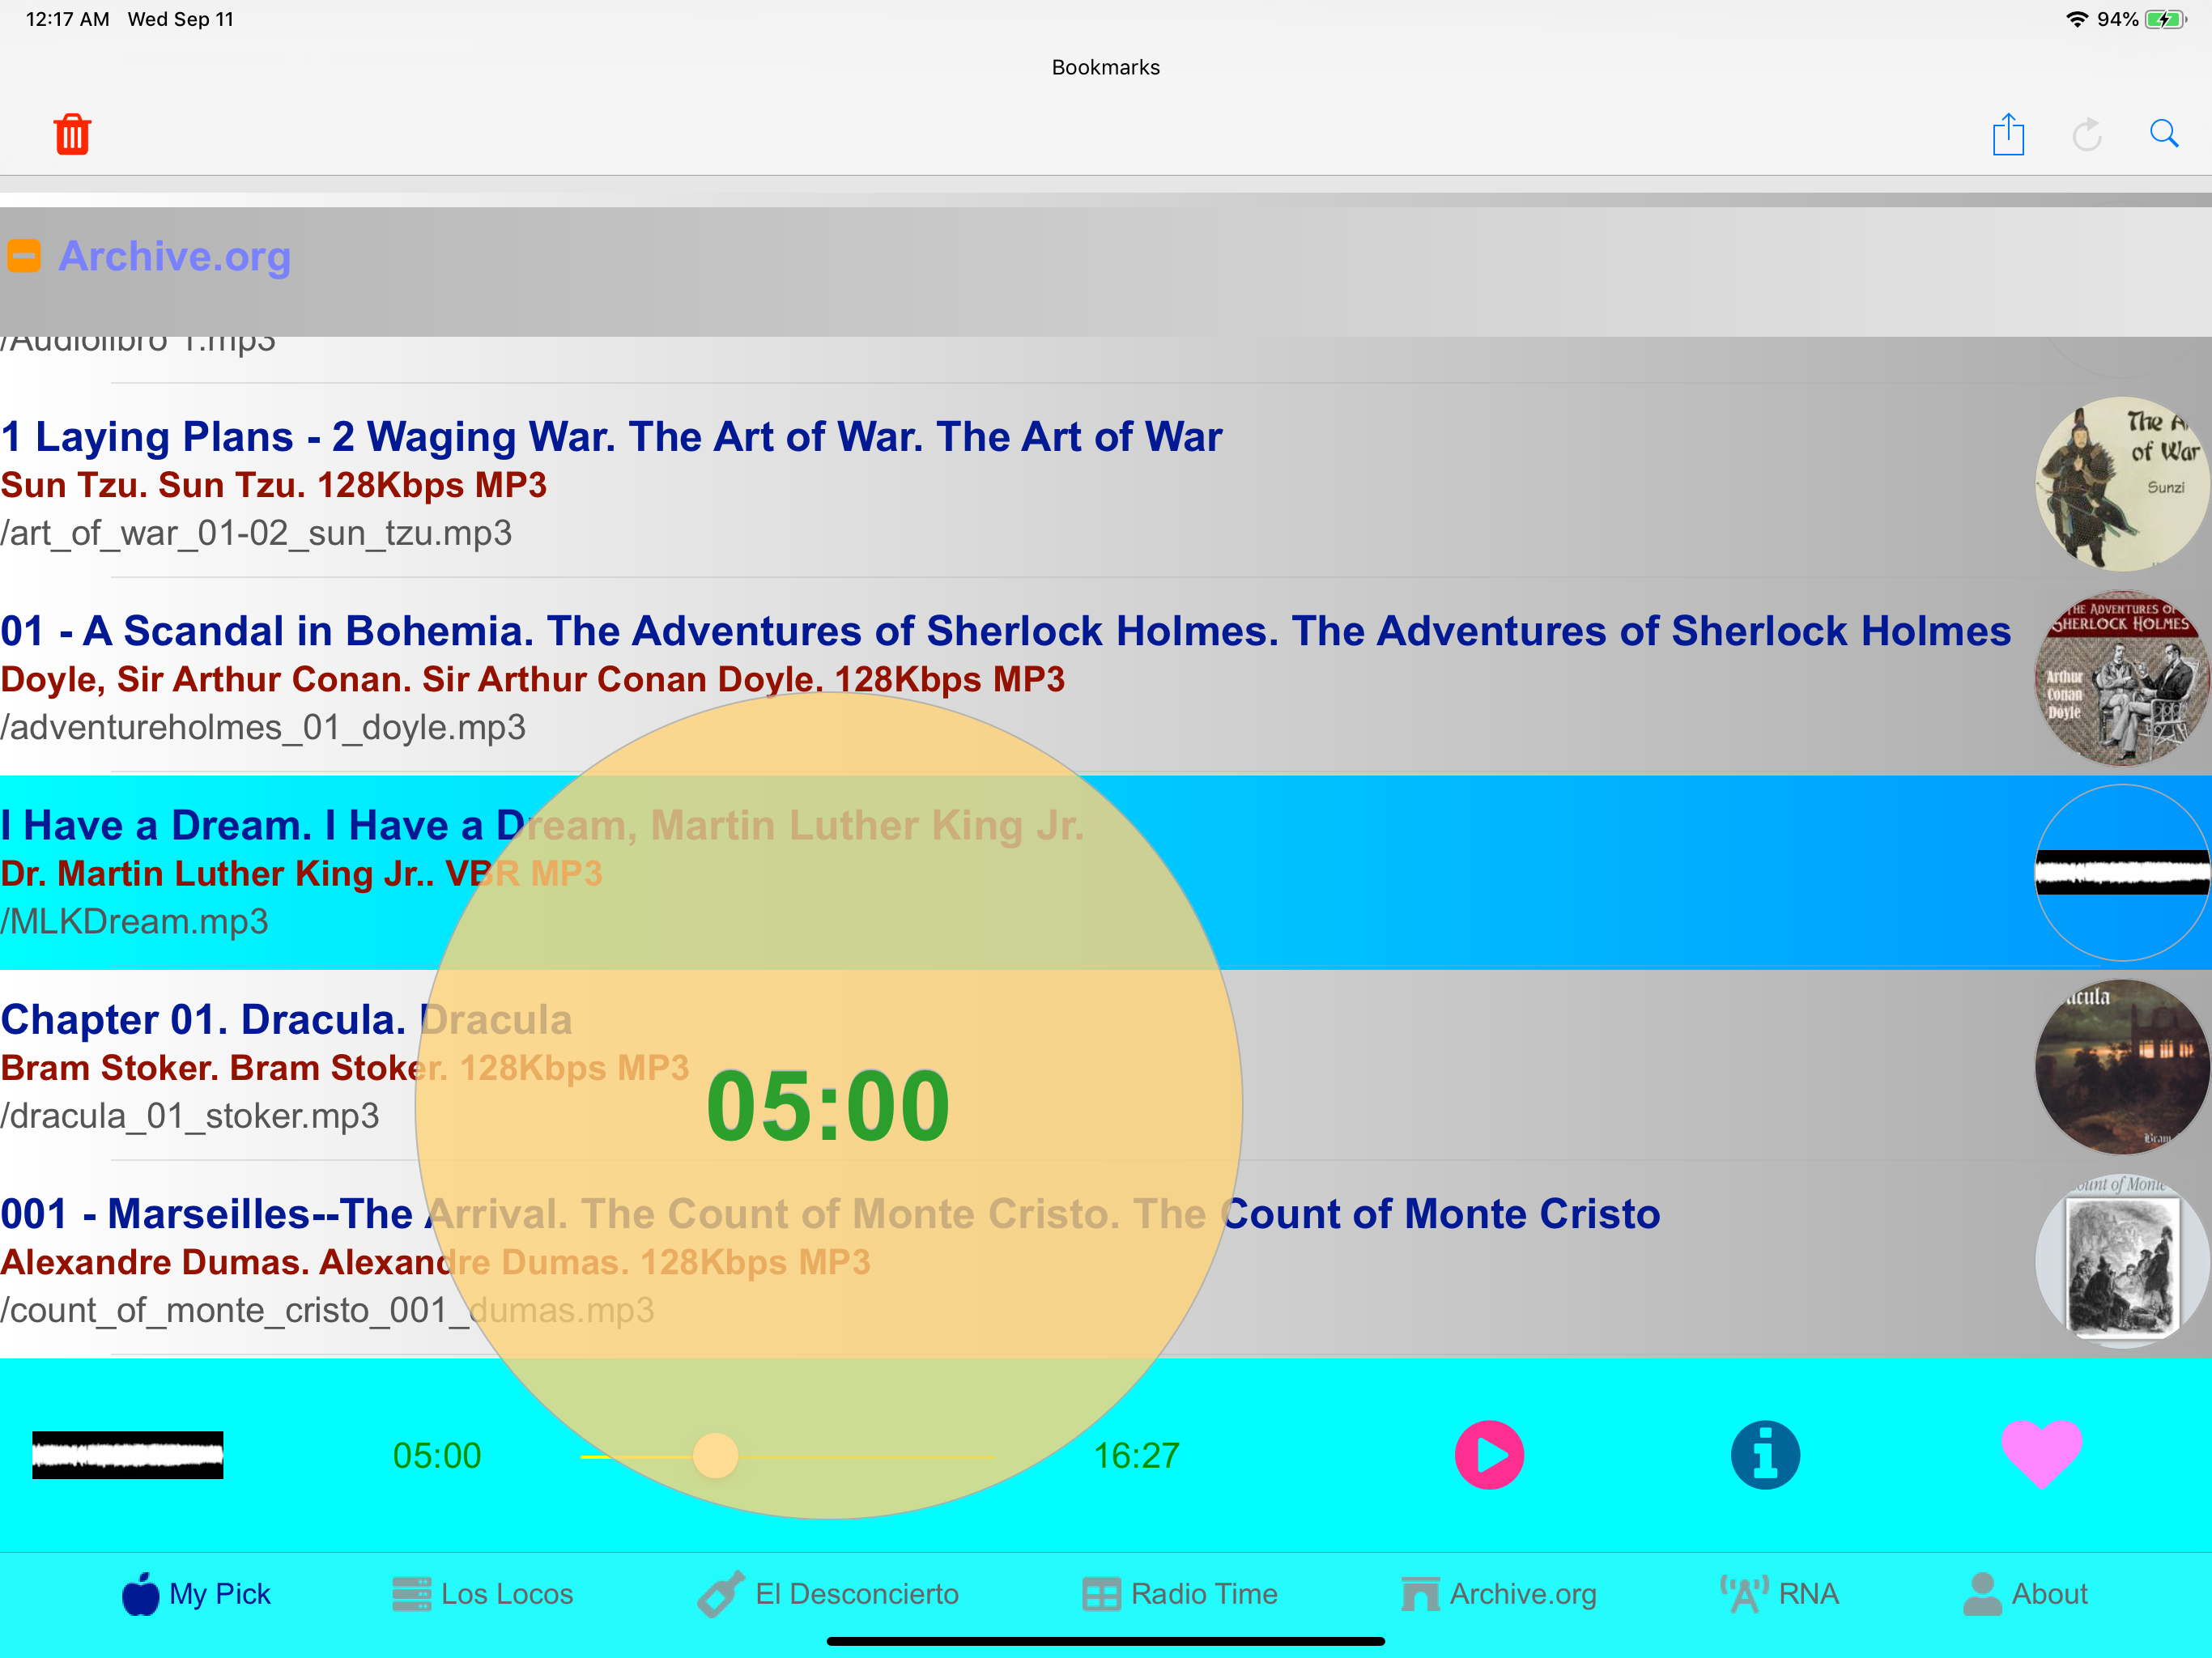 12:17 AM Wed Sep 11
94%
Bookmarks
Archive.org
/Audiolibro 1.mp3
1 Laying Plans - 2 Waging War. The Art of War. The Art of War
Sun Tzu. Sun Tzu. 128Kbps MP3
/art_of_war_01-02_sun_tzu.mp3
The A
of War
Sunzi
01 - A Scandal in Bohemia. The Adventures of Sherlock Holmes. The Adventures of Sherlock Holmes
Doyle, Sir Arthur Conan. Sir Arthur Conan Doyle. 128Kbps MP3
/adventureholmes_01_doyle.mp3
HE ADVENTURES OF
SHERLOCK HOLMES
Arthur
Conan
Doyle
I Have a Dream. I Have a Dream, Martin Luther King Jr.
Dr. Martin Luther King Jr.. VBR MP3
/MLKDream.mp3
Chapter 01. Dracula. Dracula
Bram Stoker. Bram Stoker. 128Kbps MP3
/dracula_01_stoker.mp3
acula
Bram
05:00
001 - Marseilles--The Arrival. The Count of Monte Cristo. The Count of Monte Cristo
Alexandre Dumas. Alexandre Dumas. 128Kbps MP3
/count_of_monte_cristo_001_dumas.mp3
ount of Monte
05:00
16:27
My Pick
Los Locos
El Desconcierto
Radio Time
Archive.org
RNA
About